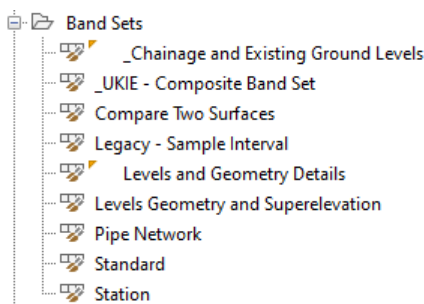 Band Sets
_Chainage and Existing Ground Levels
_UKIE - Composite Band Set
Compare Two Surfaces
Legacy - Sample Interval
Levels and Geometry Details
Levels Geometry and Superelevation
Pipe Network
Standard
Station